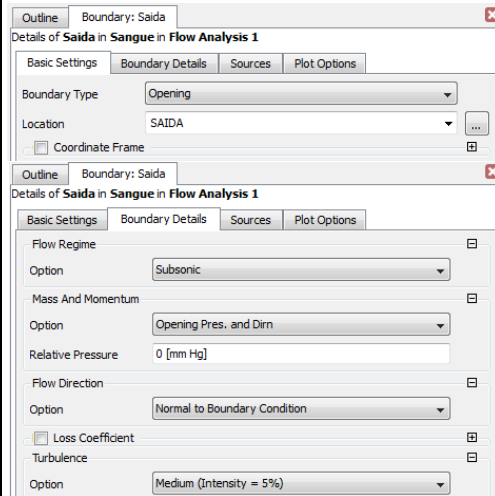 Outline Boundary: Saida
Details of Saida in Sangue in Flow Analysis 1
Basic Settings Boundary Details Sources Plot Options
Boundary Type Opening
Location SAIDA ...
Coordinate Frame
Outline Boundary: Saida
Details of Saida in Sangue in Flow Analysis 1
Basic Settings Boundary Details Sources Plot Options
Flow Regime
Option Subsonic
Mass And Momentum
Option Opening Pres. and Dirn
Relative Pressure 0 [mm Hg]
Flow Direction
Option Normal to Boundary Condition
Loss Coefficient
Turbulence
Option Medium (Intensity = 5%)